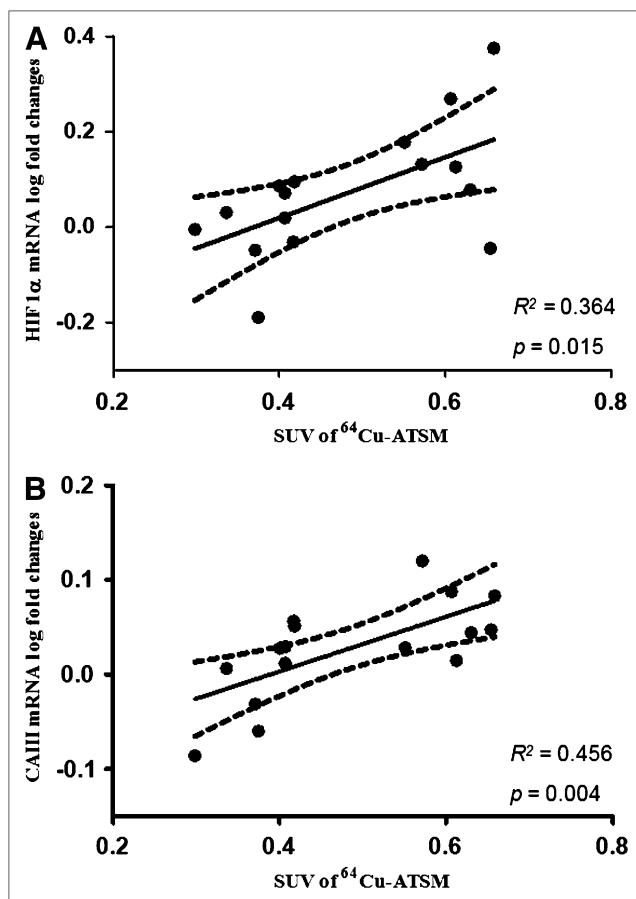 A
HIF1α mRNA log fold changes
0.4
0.2
0.0
-0.2
R² = 0.364
p = 0.015
0.2
0.4
0.6
0.8
SUV of ⁶⁴Cu-ATSM
B
CAIII mRNA log fold changes
0.2
0.1
0.0
-0.1
R² = 0.456
p = 0.004
0.2
0.4
0.6
0.8
SUV of ⁶⁴Cu-ATSM